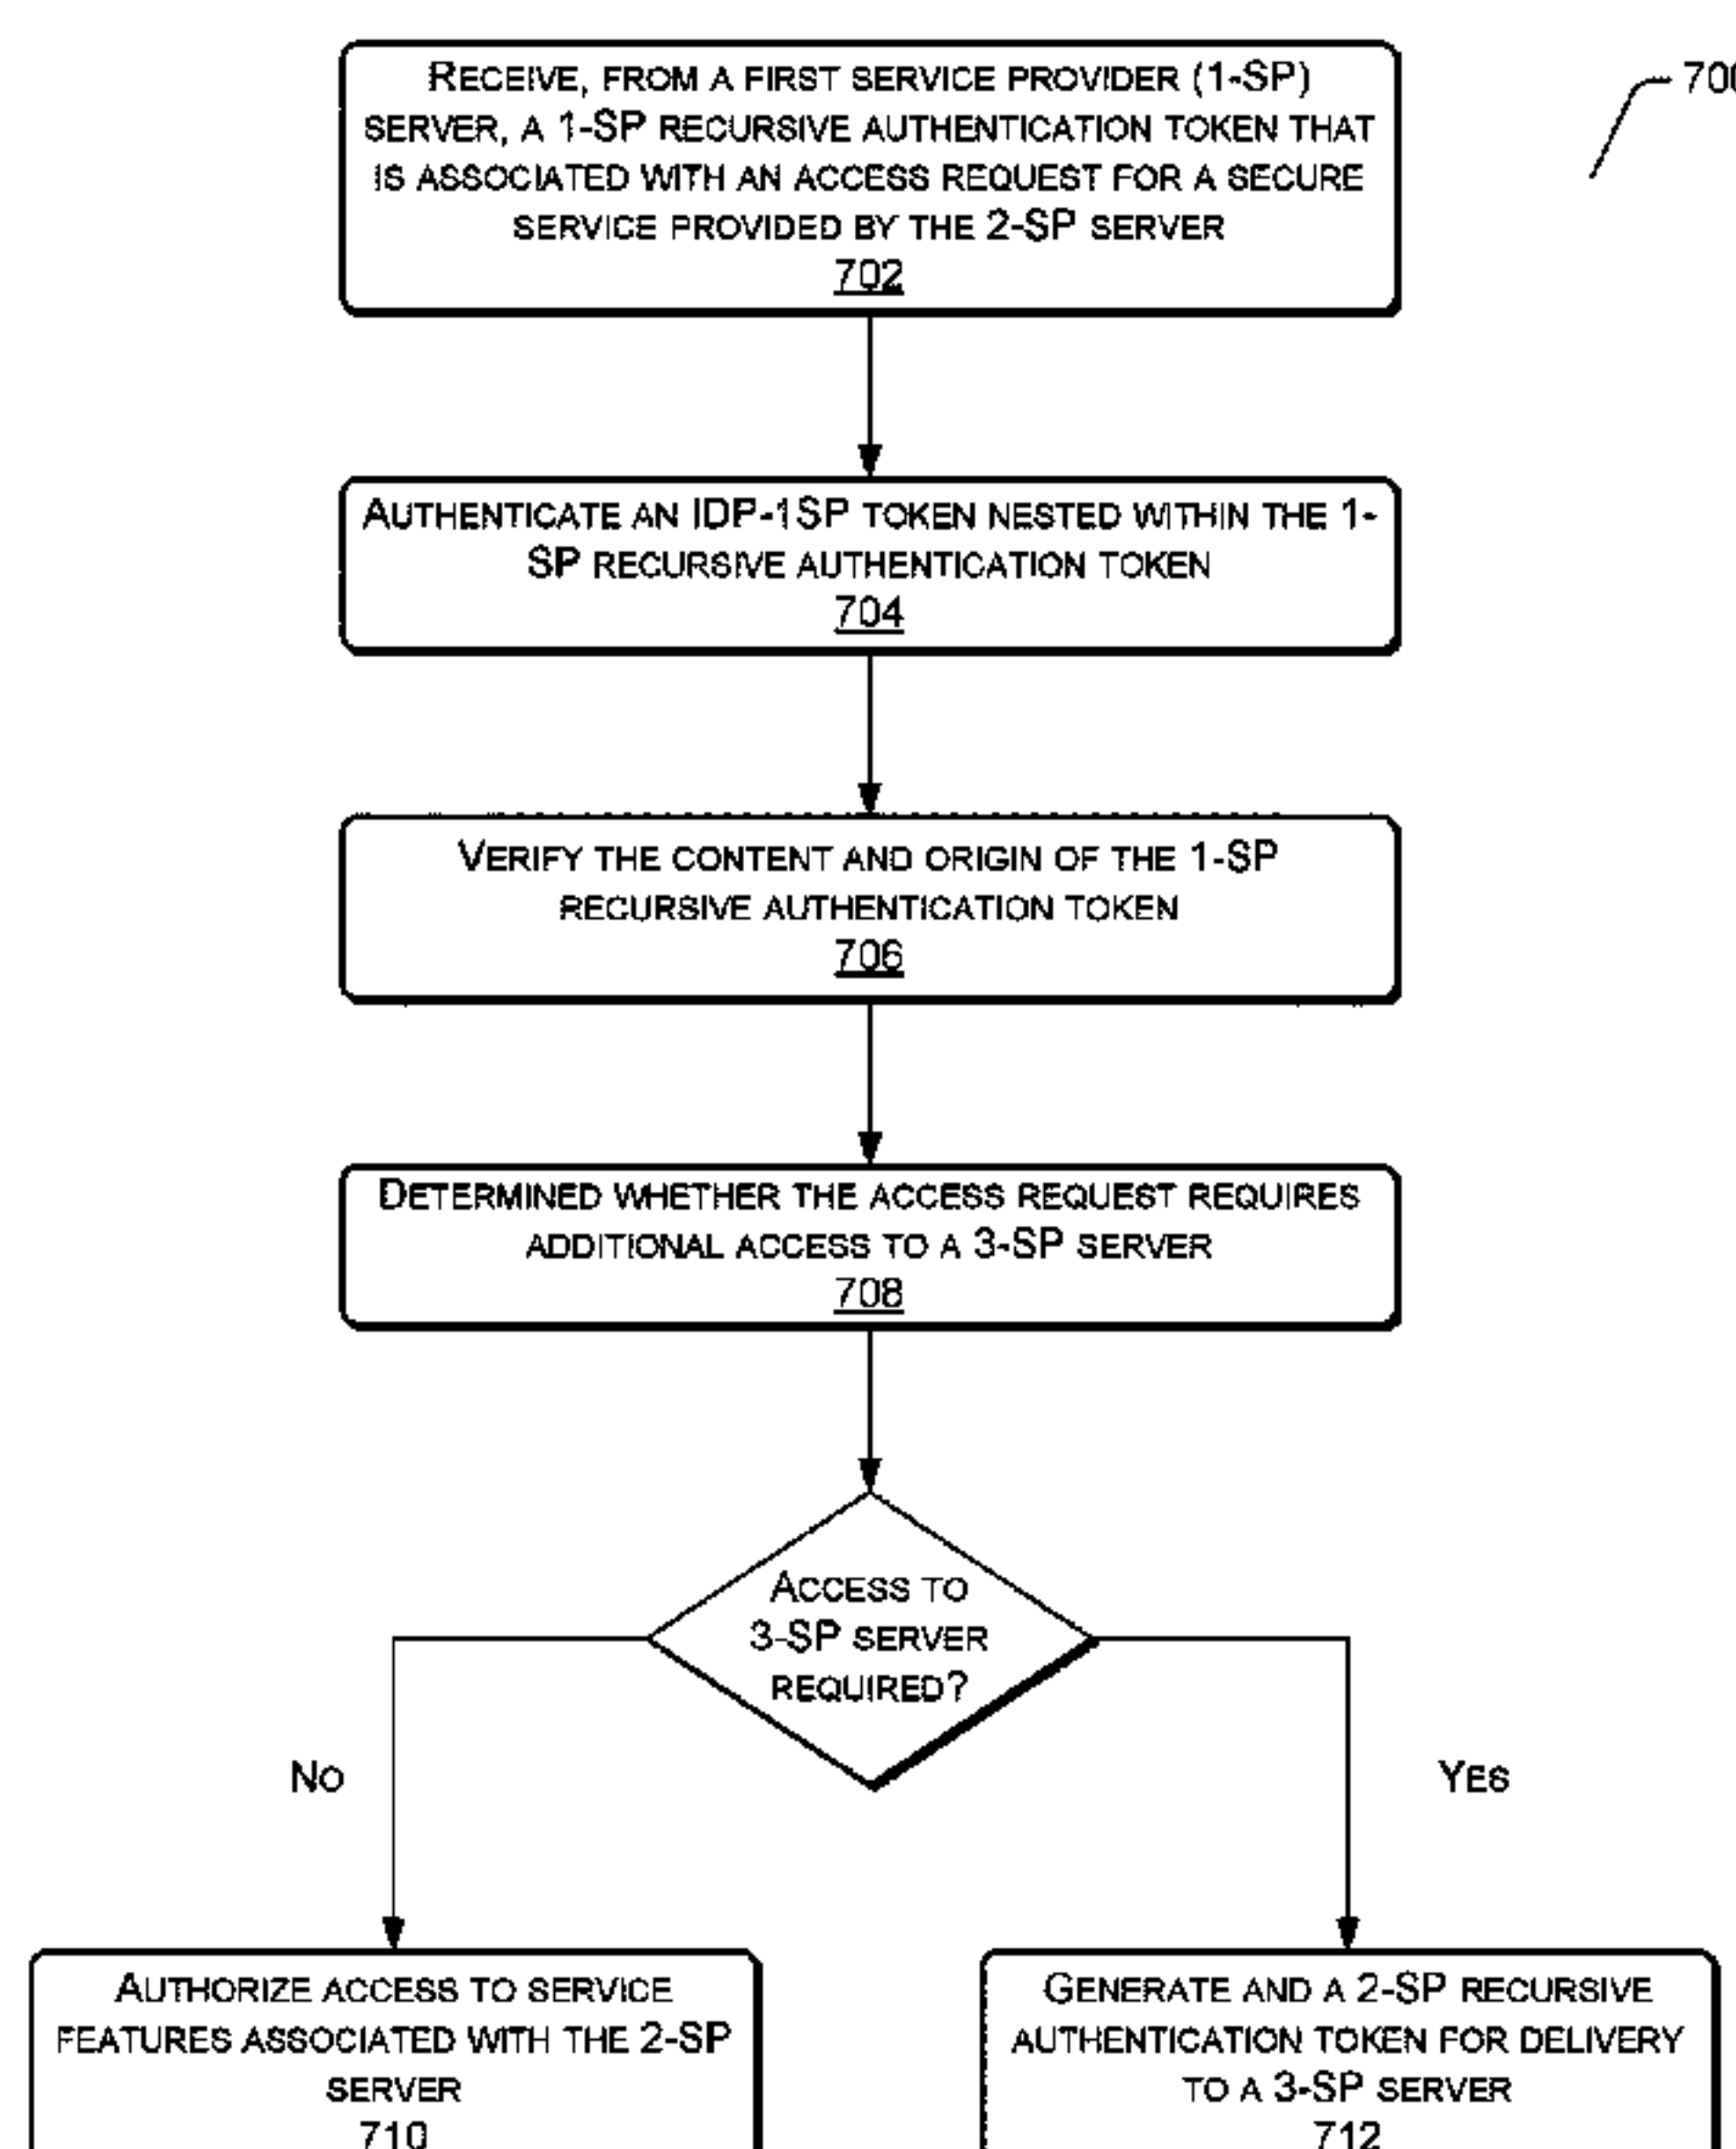 RECEIVE, FROM A FIRST SERVICE PROVIDER (1-SP)
SERVER, A 1-SP RECURSIVE AUTHENTICATION TOKEN THAT
IS ASSOCIATED WITH AN ACCESS REQUEST FOR A SECURE
SERVICE PROVIDED BY THE 2-SP SERVER
702
700
AUTHENTICATE AN IDP-1SP TOKEN NESTED WITHIN THE 1-
SP RECURSIVE AUTHENTICATION TOKEN
704
VERIFY THE CONTENT AND ORIGIN OF THE 1-SP
RECURSIVE AUTHENTICATION TOKEN
706
DETERMINED WHETHER THE ACCESS REQUEST REQUIRES
ADDITIONAL ACCESS TO A 3-SP SERVER
708
ACCESS TO
3-SP SERVER
REQUIRED?
NO
YES
AUTHORIZE ACCESS TO SERVICE
FEATURES ASSOCIATED WITH THE 2-SP
SERVER
710
GENERATE AND A 2-SP RECURSIVE
AUTHENTICATION TOKEN FOR DELIVERY
TO A 3-SP SERVER
712